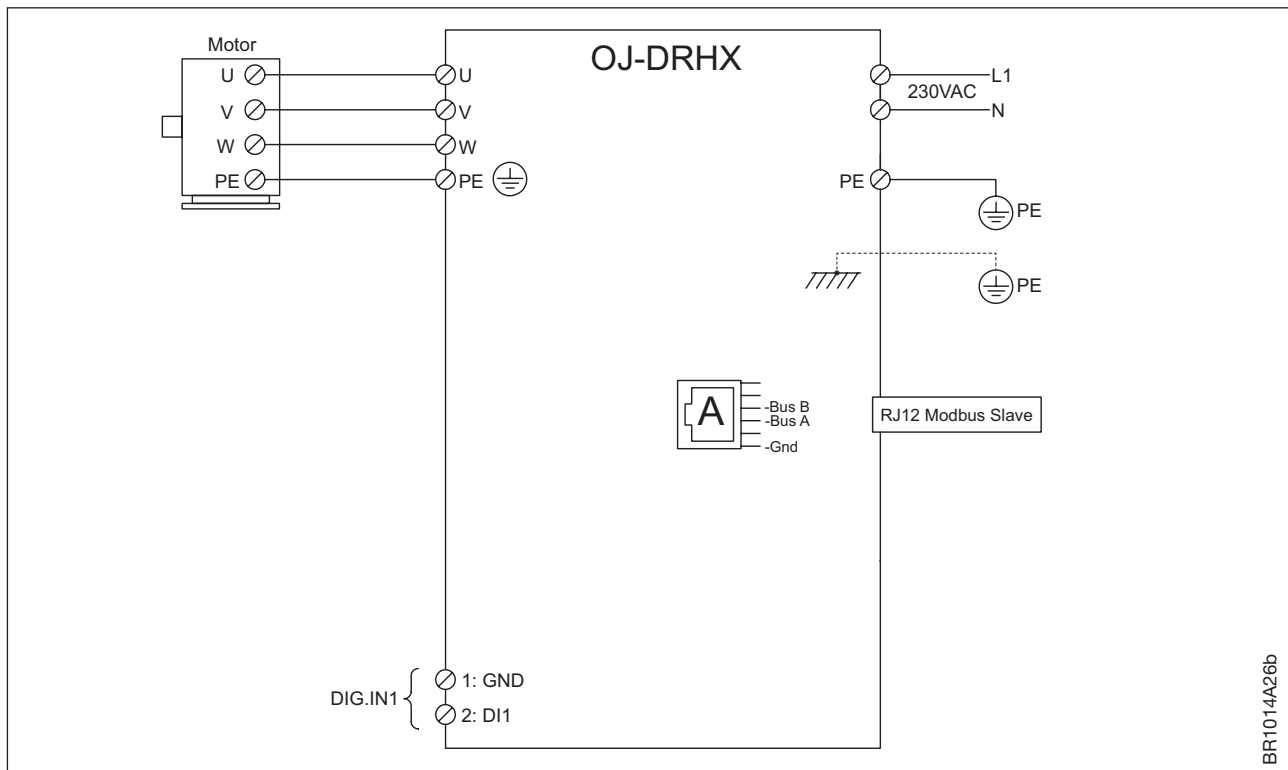 Motor
OJ-DRHX
U
U
L1
230VAC
V
V
N
W
W
PE
PE
PE
PE
PE
A
-Bus B
-Bus A
-Gnd
RJ12 Modbus Slave
DIG.IN1
1: GND
2: DI1
BR1014A26b